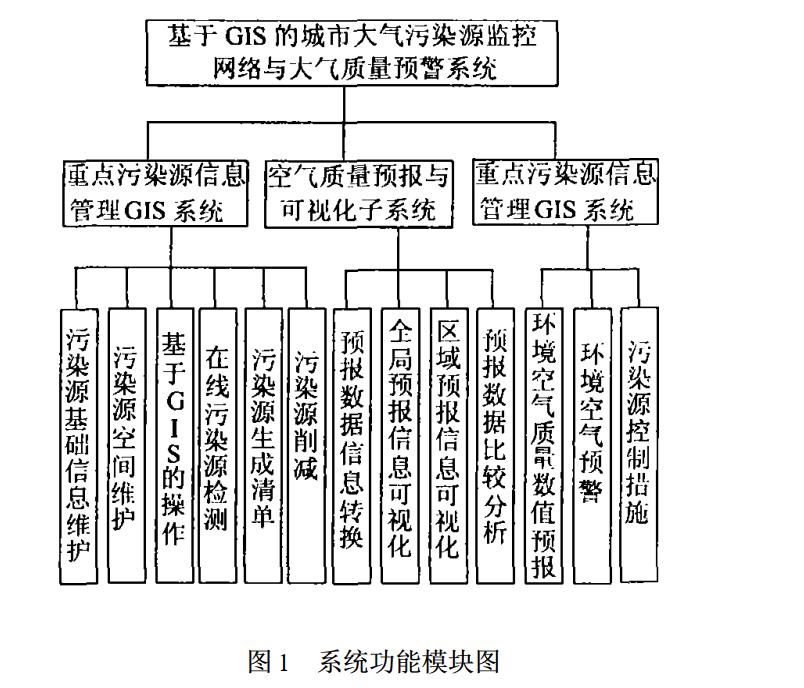 基于GIS的城市大气污染源监控
网络与大气质量预警系统
重点污染源信息
管理GIS系统
空气质量预报与
可视化子系统
重点污染源信息
管理GIS系统
污染源基础信息维护
污染源空间维护
基于GIS的操作
在线污染源检测
污染源生成清单
污染源削减
预报数据信息转换
全局预报信息可视化
区域预报信息可视化
预报数据比较分析
环境空气质量数值预报
环境空气预警
污染源控制措施
图1 系统功能模块图